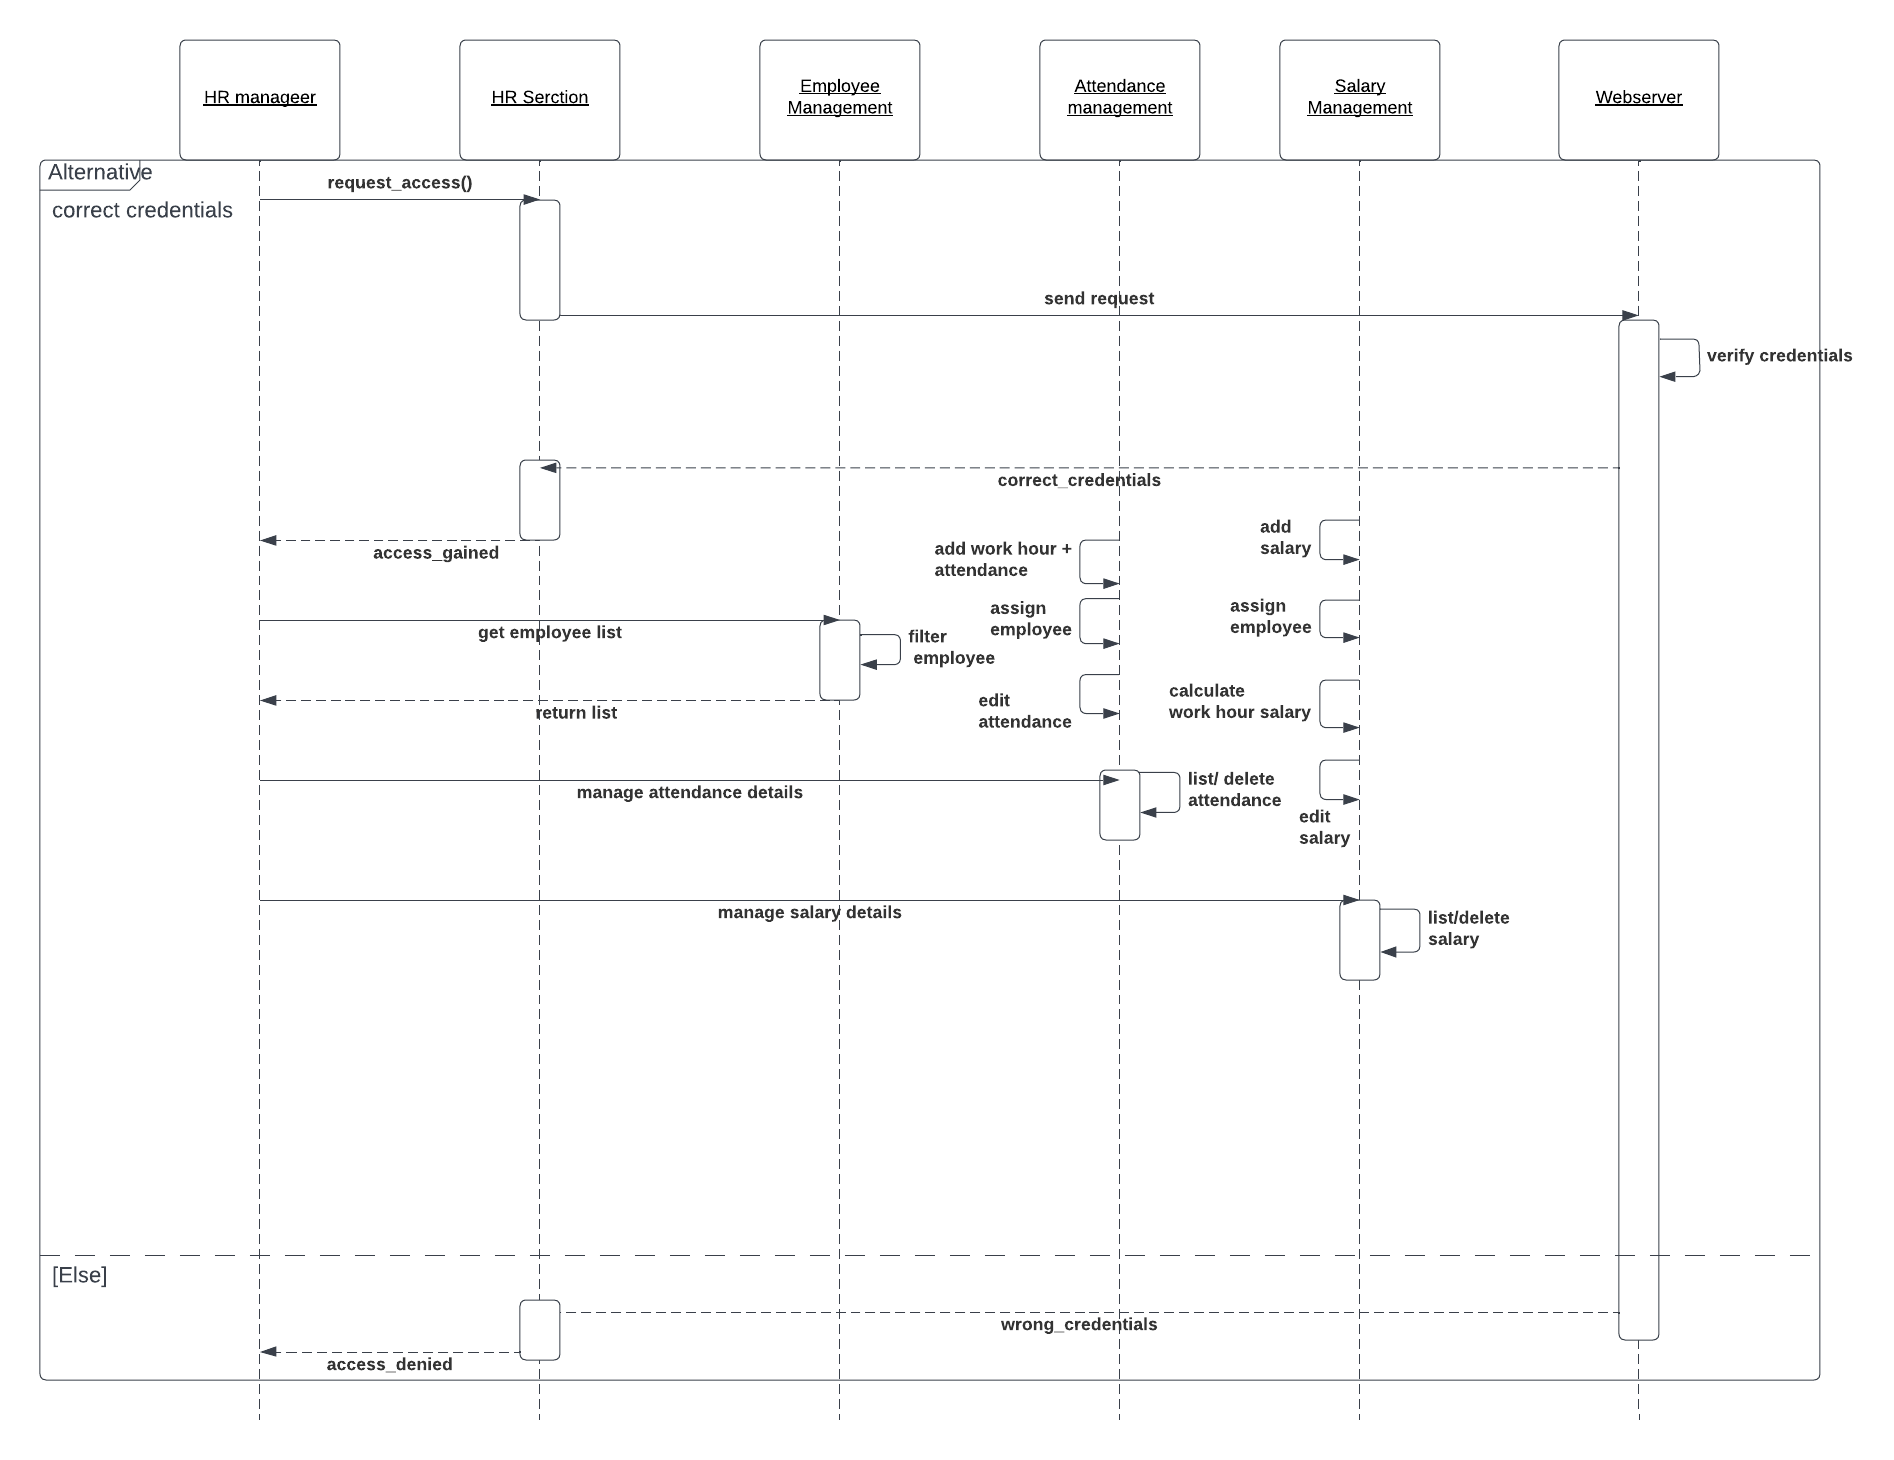 HR manageer
HR Serction
Employee
Management
Attendance
management
Salary
Management
Webserver
Alternative
correct credentials
request_access()
send request
verify credentials
correct_credentials
access_gained
add work hour +
attendance
add
salary
assign
employee
assign
employee
get employee list
filter
employee
return list
edit
attendance
calculate
work hour salary
manage attendance details
list/ delete
attendance
edit
salary
manage salary details
list/delete
salary
[Else]
wrong_credentials
access_denied